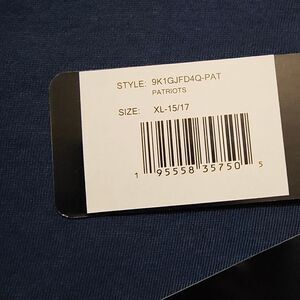 STYLE: 9K1GJFD4Q-PAT
PATRIOTS
SIZE: XL-15/17
1 95558 35750 5